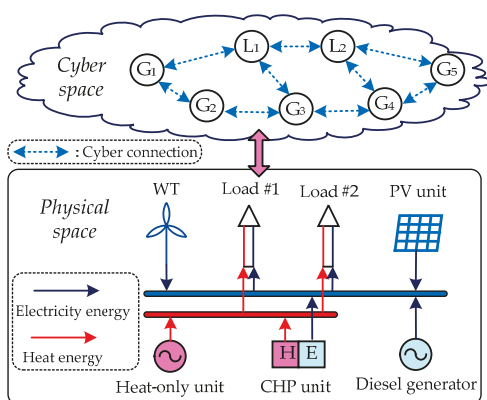 Cyber
space
G1
L1
L2
G5
G2
G3
G4
: Cyber connection
Physical
space
WT
Load #1
Load #2
PV unit
Electricity energy
Heat energy
H
E
Heat-only unit
CHP unit
Diesel generator